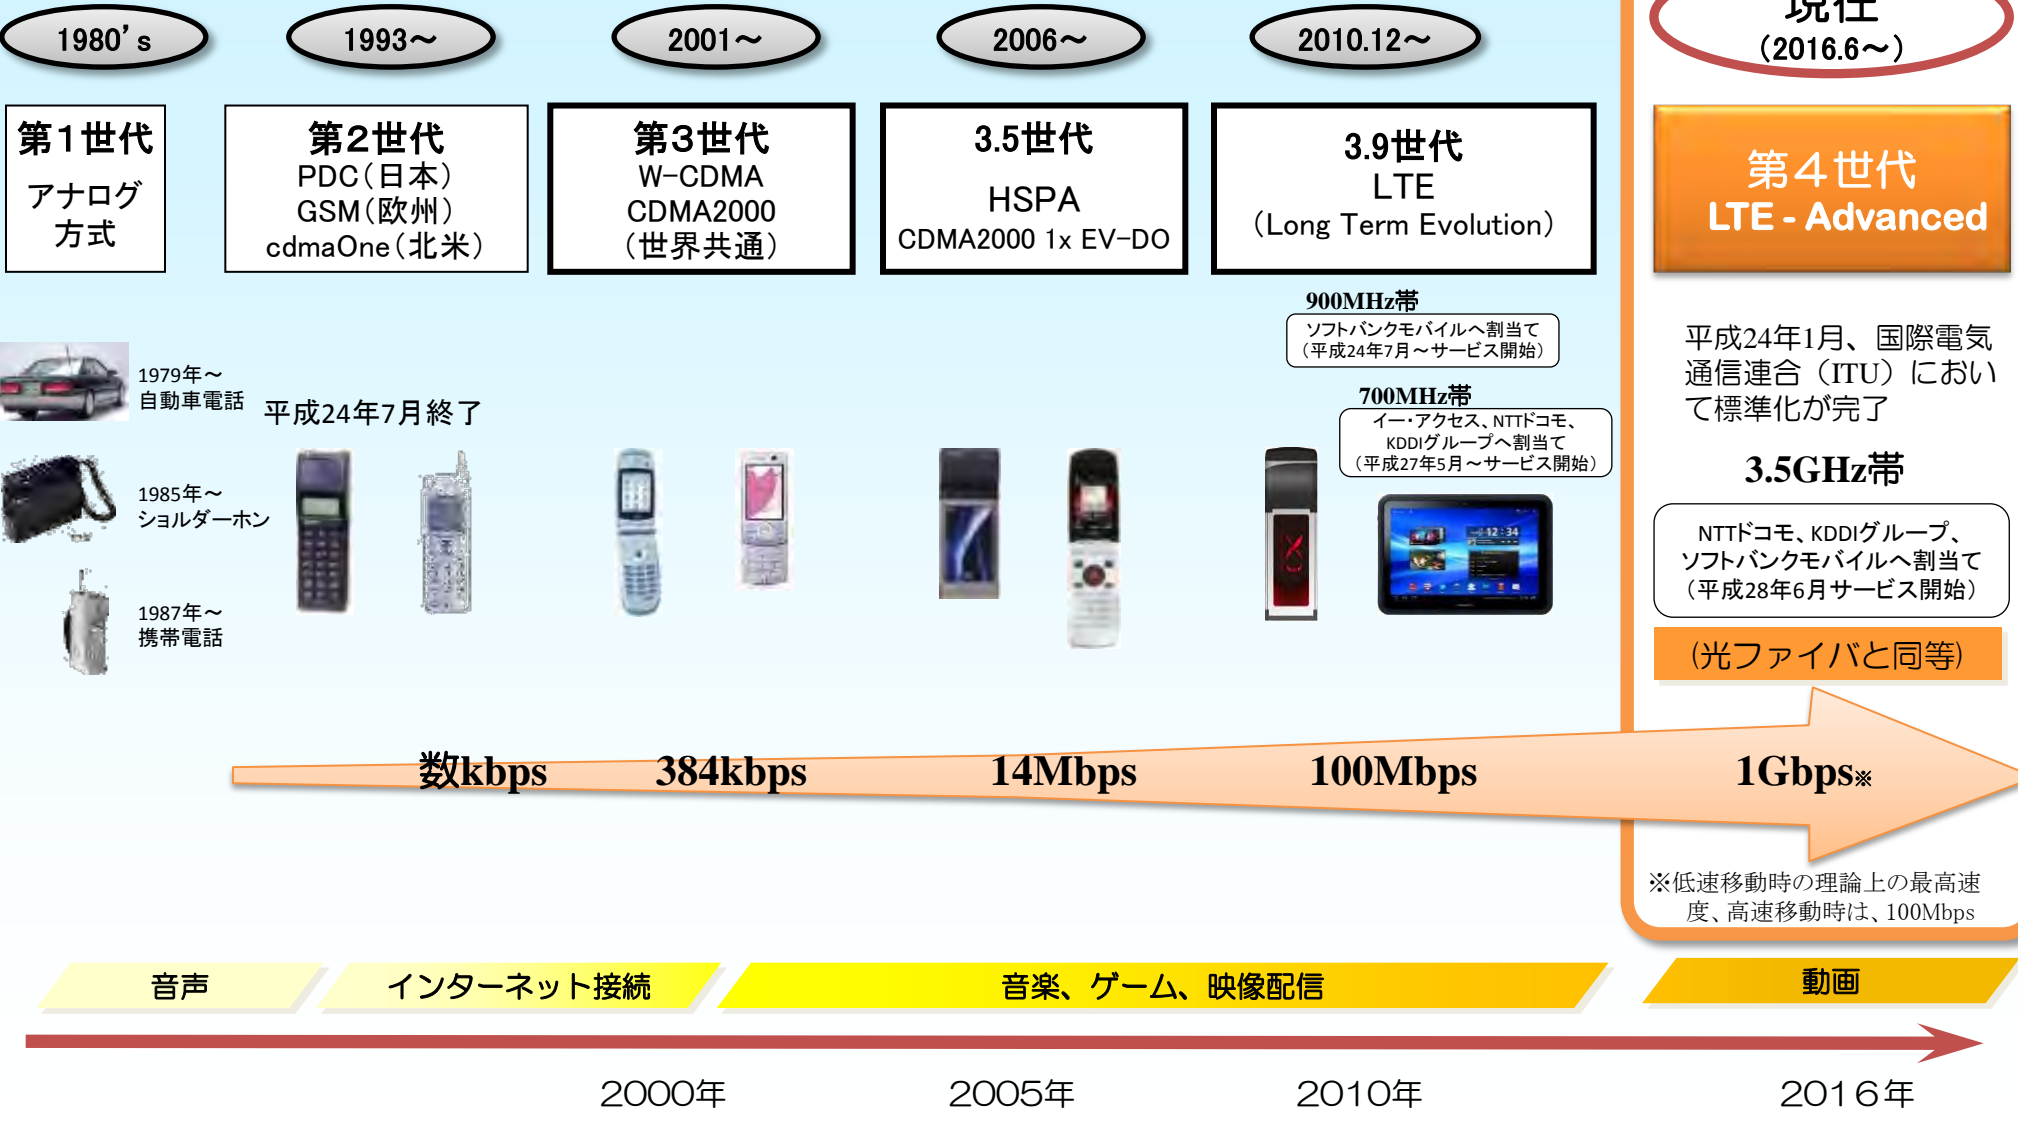 1980's
1993～
2001～
2006～
2010.12～
現在
(2016.6～)
第１世代
アナログ
方式
第２世代
PDC（日本）
GSM（欧州）
cdmaOne（北米）
第３世代
W-CDMA
CDMA2000
（世界共通）
3.5世代
HSPA
CDMA2000 1x EV-DO
3.9世代
LTE
（Long Term Evolution）
第４世代
LTE - Advanced
900MHz帯
ソフトバンクモバイルへ割当て
（平成24年7月～サービス開始）
700MHz帯
イー・アクセス、NTTドコモ、
KDDIグループへ割当て
（平成27年5月～サービス開始）
平成24年1月、国際電気
通信連合（ITU）におい
て標準化が完了
3.5GHz帯
NTTドコモ、KDDIグループ、
ソフトバンクモバイルへ割当て
（平成28年6月サービス開始）
(光ファイバと同等)
1979年～
自動車電話
1985年～
ショルダーホン
1987年～
携帯電話
平成24年7月終了
12:34
数kbps
384kbps
14Mbps
100Mbps
1Gbps※
※低速移動時の理論上の最高速
度、高速移動時は、100Mbps
音声
インターネット接続
音楽、ゲーム、映像配信
動画
2000年
2005年
2010年
2016年